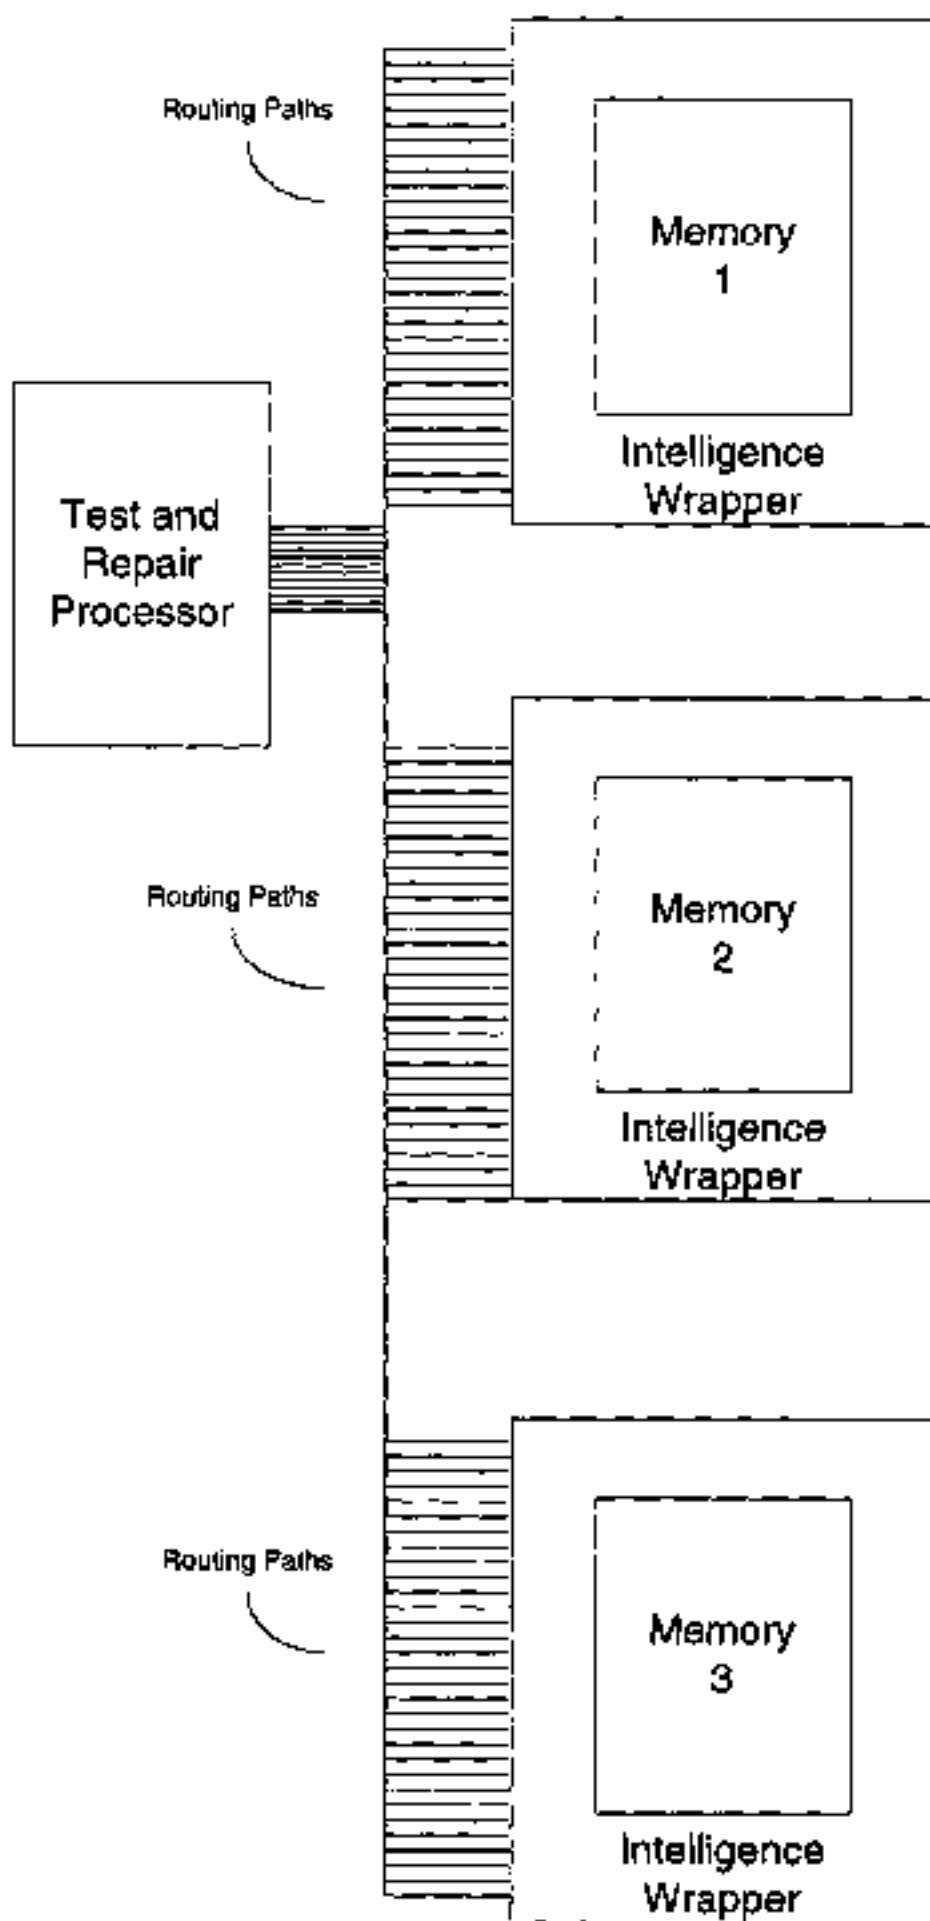 Routing Paths
Memory
1
Intelligence
Wrapper
Test and
Repair
Processor
Routing Paths
Memory
2
Intelligence
Wrapper
Routing Paths
Memory
3
Intelligence
Wrapper